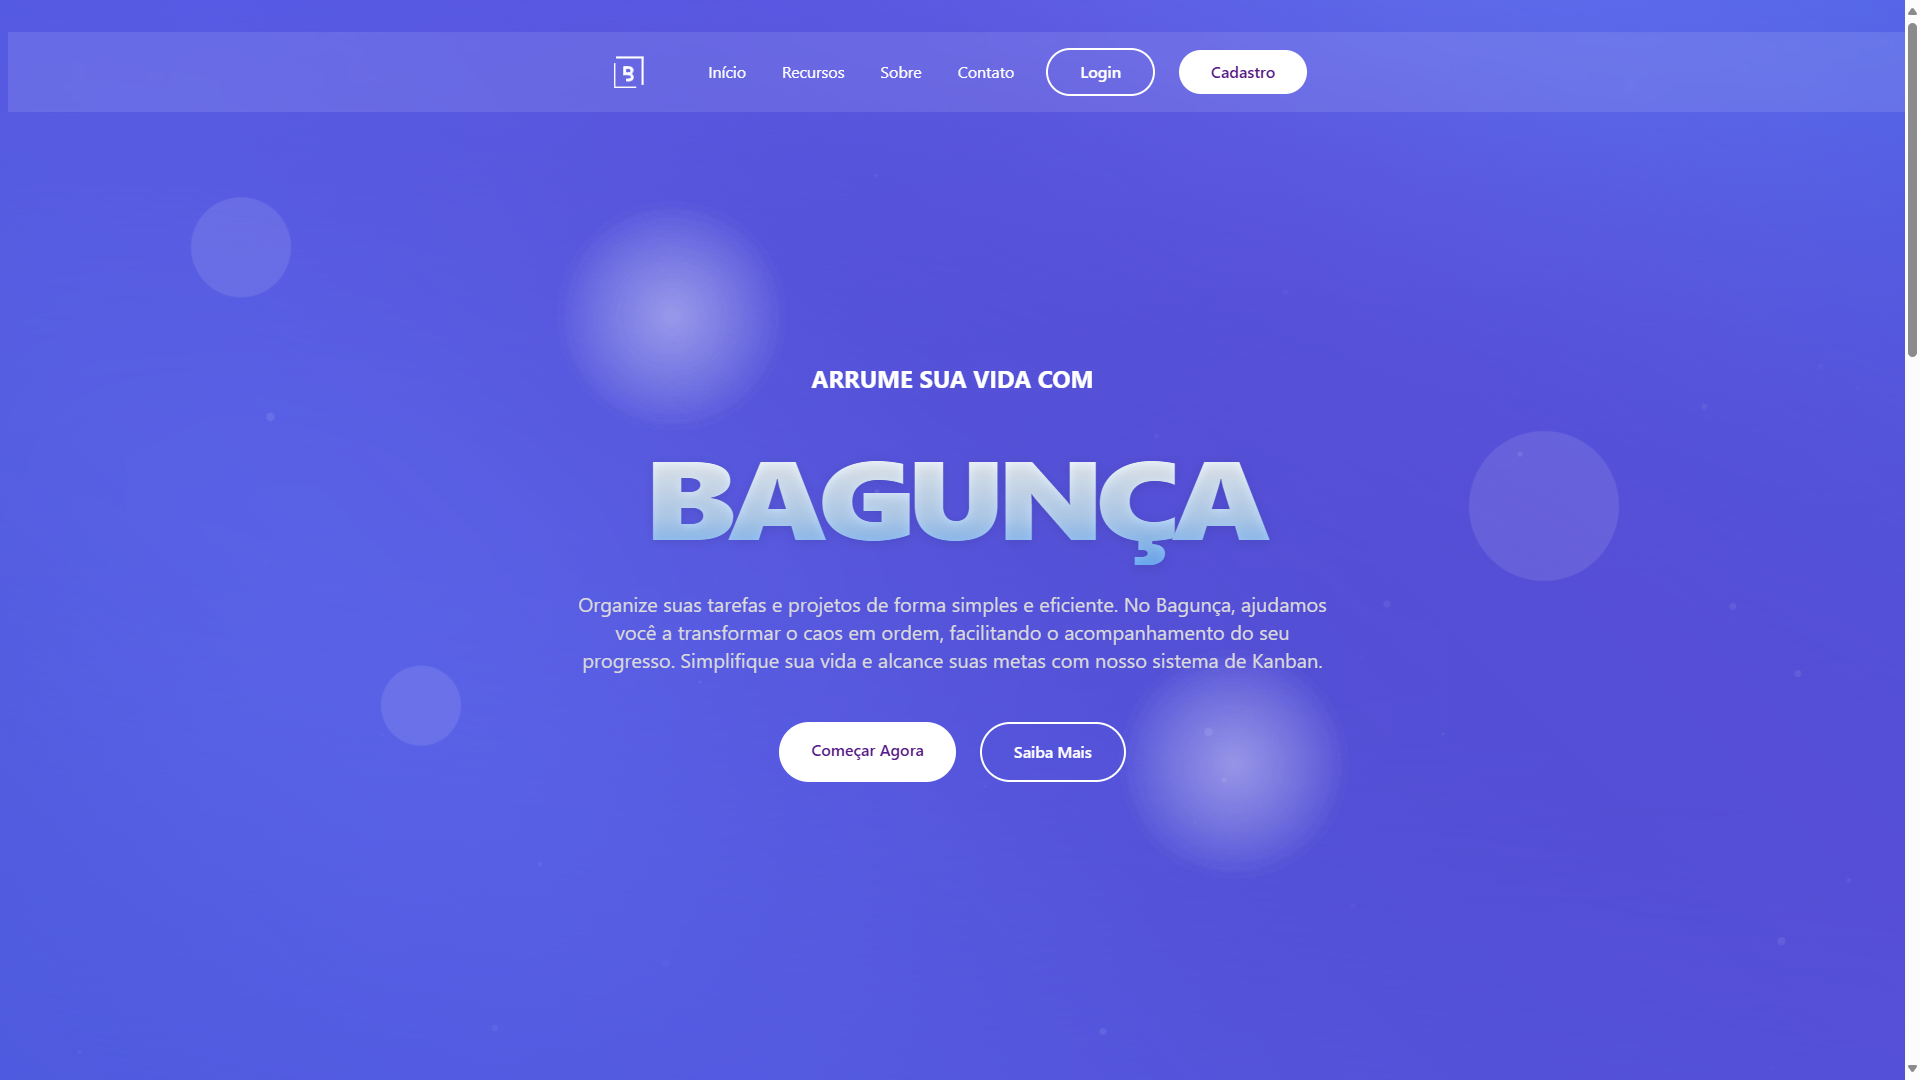 B
Início Recursos Sobre Contato Login Cadastro
ARRUME SUA VIDA COM
BAGUNÇA
Organize suas tarefas e projetos de forma simples e eficiente. No Bagunça, ajudamos
você a transformar o caos em ordem, facilitando o acompanhamento do seu
progresso. Simplifique sua vida e alcance suas metas com nosso sistema de Kanban.
Começar Agora Saiba Mais